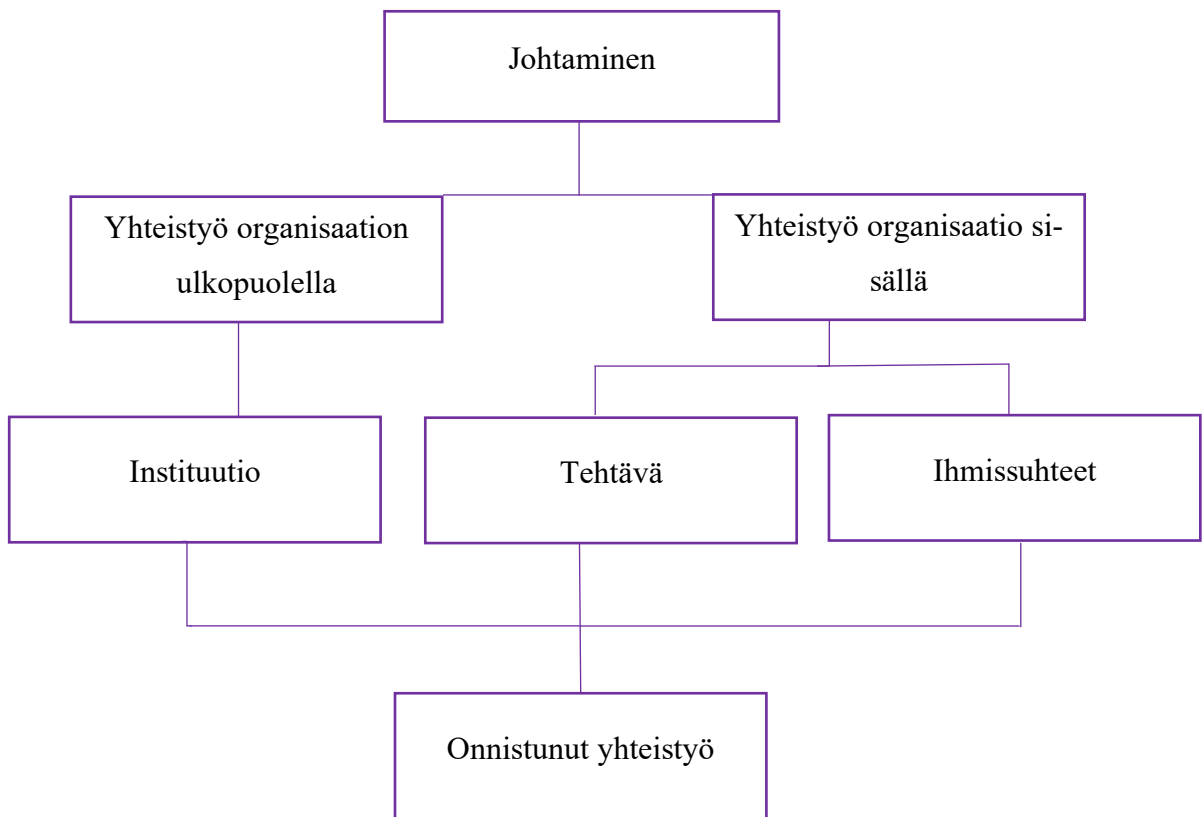 Johtaminen
Yhteistyö organisaation
ulkopuolella
Yhteistyö organisaatio si-
sällä
Instituutio
Tehtävä
Ihmissuhteet
Onnistunut yhteistyö